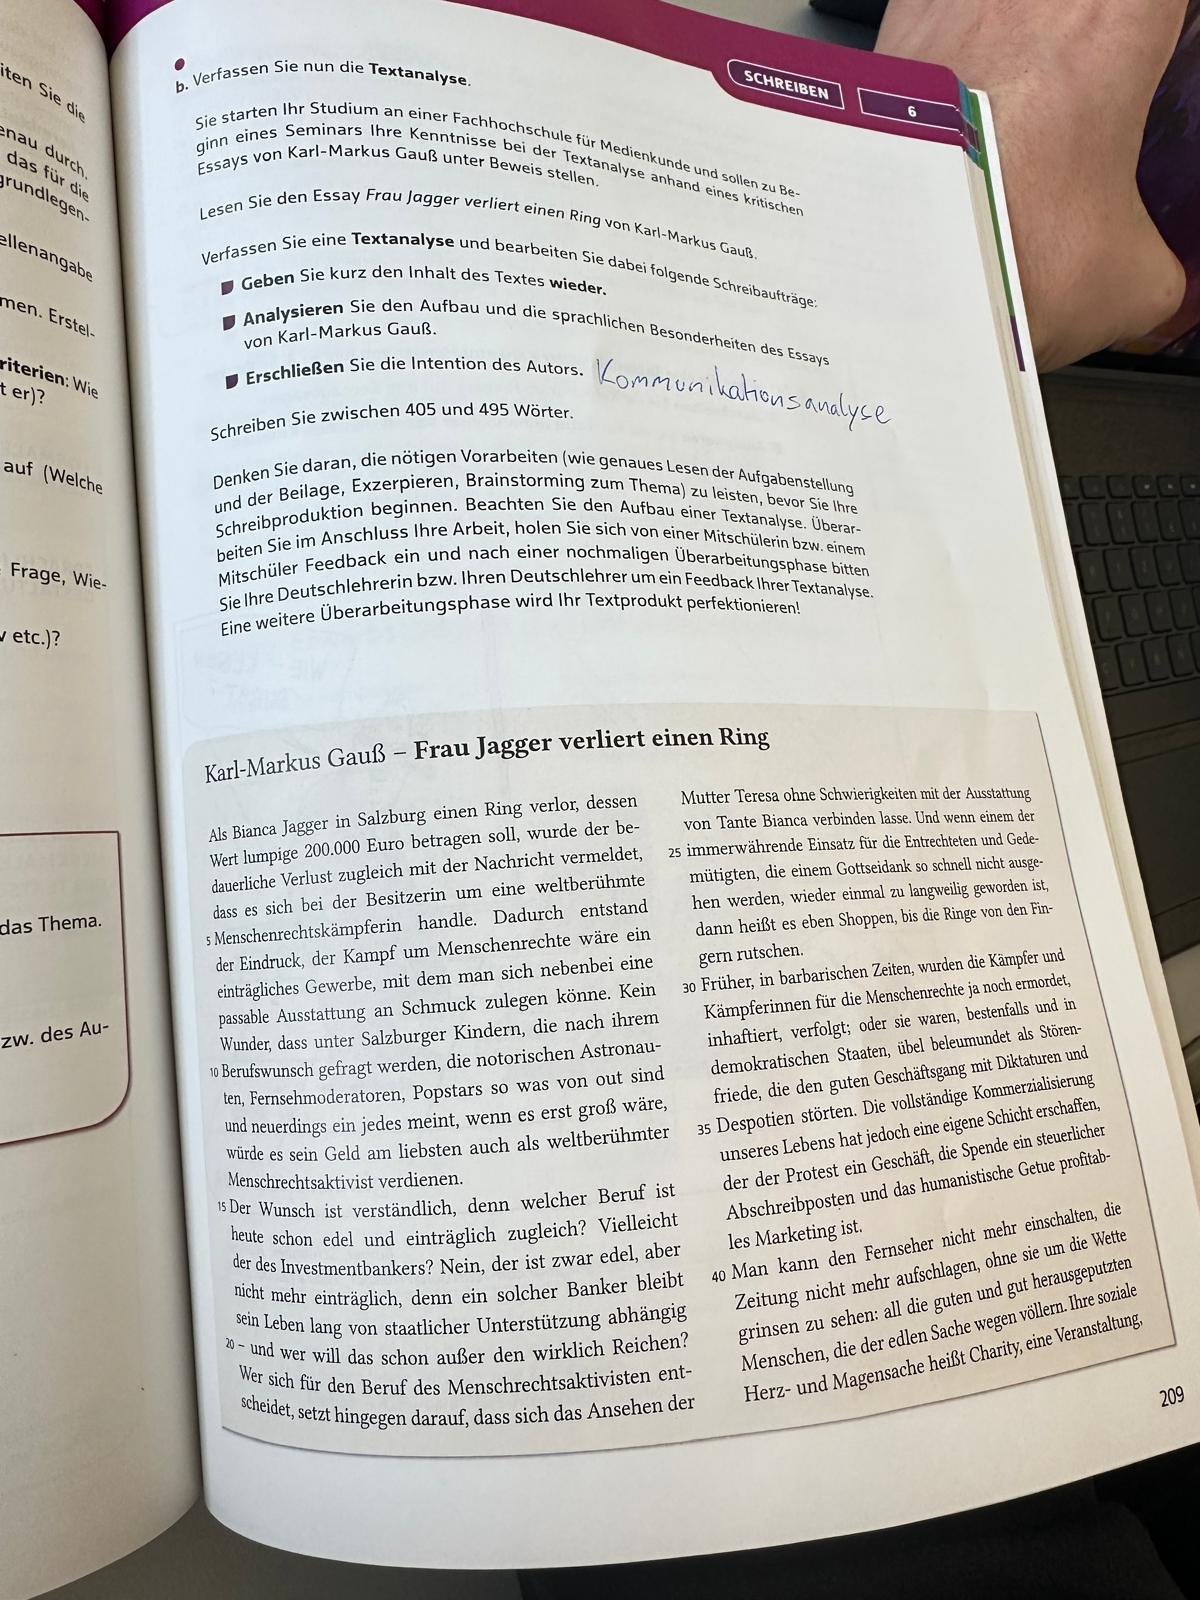 iten Sie die
enau durch.
das für die
grundlegen-
ellenangabe
men. Erstel-
riterien: Wie
t er)?
auf (Welche
Frage, Wie-
etc.)?
das Thema.
zw. des Au-
SCHREIBEN
6
b. Verfassen Sie nun die Textanalyse.
Sie starten Ihr Studium an einer Fachhochschule für Medienkunde und sollen zu Be-
ginn eines Seminars Ihre Kenntnisse bei der Textanalyse anhand eines kritischen
Essays von Karl-Markus Gauß unter Beweis stellen.
Lesen Sie den Essay Frau Jagger verliert einen Ring von Karl-Markus Gauß.
Verfassen Sie eine Textanalyse und bearbeiten Sie dabei folgende Schreibaufträge:
Geben Sie kurz den Inhalt des Textes wieder.
Analysieren Sie den Aufbau und die sprachlichen Besonderheiten des Essays
von Karl-Markus Gauß.
Erschließen Sie die Intention des Autors. Kommunikationsanalyse
Schreiben Sie zwischen 405 und 495 Wörter.
Denken Sie daran, die nötigen Vorarbeiten (wie genaues Lesen der Aufgabenstellung
und der Beilage, Exzerpieren, Brainstorming zum Thema) zu leisten, bevor Sie Ihre
Schreibproduktion beginnen. Beachten Sie den Aufbau einer Textanalyse. Überar-
beiten Sie im Anschluss Ihre Arbeit, holen Sie sich von einer Mitschülerin bzw. einem
Mitschüler Feedback ein und nach einer nochmaligen Überarbeitungsphase bitten
Sie Ihre Deutschlehrerin bzw. Ihren Deutschlehrer um ein Feedback Ihrer Textanalyse.
Eine weitere Überarbeitungsphase wird Ihr Textprodukt perfektionieren!
Karl-Markus Gauß – Frau Jagger verliert einen Ring
Als Bianca Jagger in Salzburg einen Ring verlor, dessen
Wert lumpige 200.000 Euro betragen soll, wurde der be-
dauerliche Verlust zugleich mit der Nachricht vermeldet,
dass es sich bei der Besitzerin um eine weltberühmte
5 Menschenrechtskämpferin handle. Dadurch entstand
der Eindruck, der Kampf um Menschenrechte wäre ein
einträgliches Gewerbe, mit dem man sich nebenbei eine
passable Ausstattung an Schmuck zulegen könne. Kein
Wunder, dass unter Salzburger Kindern, die nach ihrem
10 Berufswunsch gefragt werden, die notorischen Astronau-
ten, Fernsehmoderatoren, Popstars so was von out sind
und neuerdings ein jedes meint, wenn es erst groß wäre,
würde es sein Geld am liebsten auch als weltberühmter
Menschrechtsaktivist verdienen.
15 Der Wunsch ist verständlich, denn welcher Beruf ist
heute schon edel und einträglich zugleich? Vielleicht
der des Investmentbankers? Nein, der ist zwar edel, aber
nicht mehr einträglich, denn ein solcher Banker bleibt
sein Leben lang von staatlicher Unterstützung abhängig
20 – und wer will das schon außer den wirklich Reichen?
Wer sich für den Beruf des Menschrechtsaktivisten ent-
scheidet, setzt hingegen darauf, dass sich das Ansehen der
Mutter Teresa ohne Schwierigkeiten mit der Ausstattung
von Tante Bianca verbinden lasse. Und wenn einem der
25 immerwährende Einsatz für die Entrechteten und Gede-
mütigten, die einem Gottseidank so schnell nicht ausge-
hen werden, wieder einmal zu langweilig geworden ist,
dann heißt es eben Shoppen, bis die Ringe von den Fin-
gern rutschen.
30 Früher, in barbarischen Zeiten, wurden die Kämpfer und
Kämpferinnen für die Menschenrechte ja noch ermordet,
inhaftiert, verfolgt; oder sie waren, bestenfalls und in
demokratischen Staaten, übel beleumundet als Stören-
friede, die den guten Geschäftsgang mit Diktaturen und
35 Despotien störten. Die vollständige Kommerzialisierung
unseres Lebens hat jedoch eine eigene Schicht erschaffen,
der der Protest ein Geschäft, die Spende ein steuerlicher
Abschreibposten und das humanistische Getue profitab-
les Marketing ist.
40 Man kann den Fernseher nicht mehr einschalten, die
Zeitung nicht mehr aufschlagen, ohne sie um die Wette
grinsen zu sehen: all die guten und gut herausgeputzten
Menschen, die der edlen Sache wegen völlern. Ihre soziale
Herz- und Magensache heißt Charity, eine Veranstaltung,
209